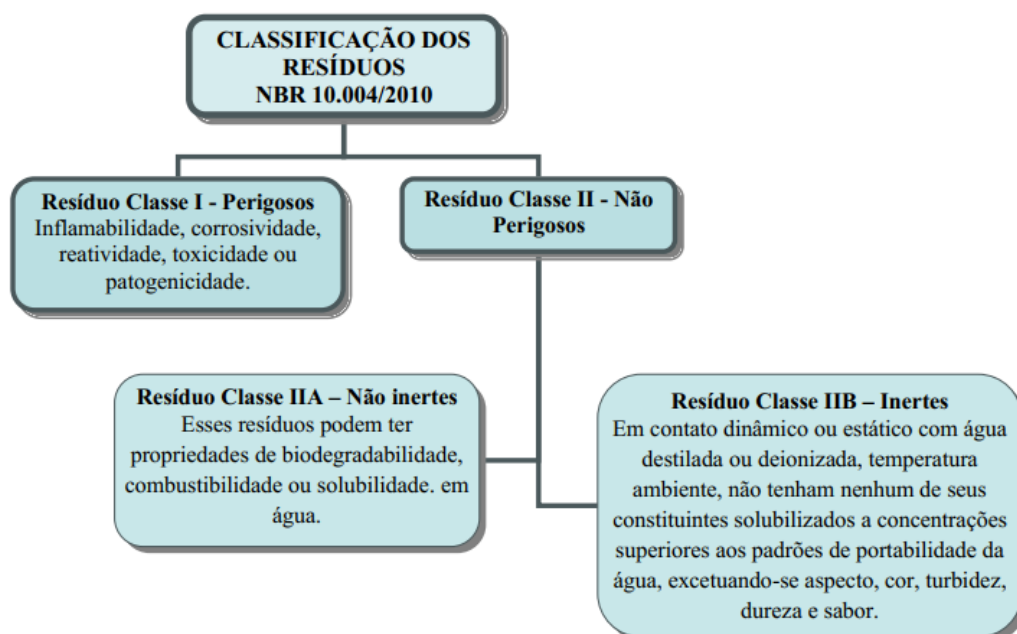 CLASSIFICAÇÃO DOS
RESÍDUOS
NBR 10.004/2010
Resíduo Classe I - Perigosos
Inflamabilidade, corrosividade,
reatividade, toxicidade ou
patogenicidade.
Resíduo Classe II - Não
Perigosos
Resíduo Classe IIA – Não inertes
Esses resíduos podem ter
propriedades de biodegradabilidade,
combustibilidade ou solubilidade. em
água.
Resíduo Classe IIB – Inertes
Em contato dinâmico ou estático com água
destilada ou deionizada, temperatura
ambiente, não tenham nenhum de seus
constituintes solubilizados a concentrações
superiores aos padrões de portabilidade da
água, excetuando-se aspecto, cor, turbidez,
dureza e sabor.